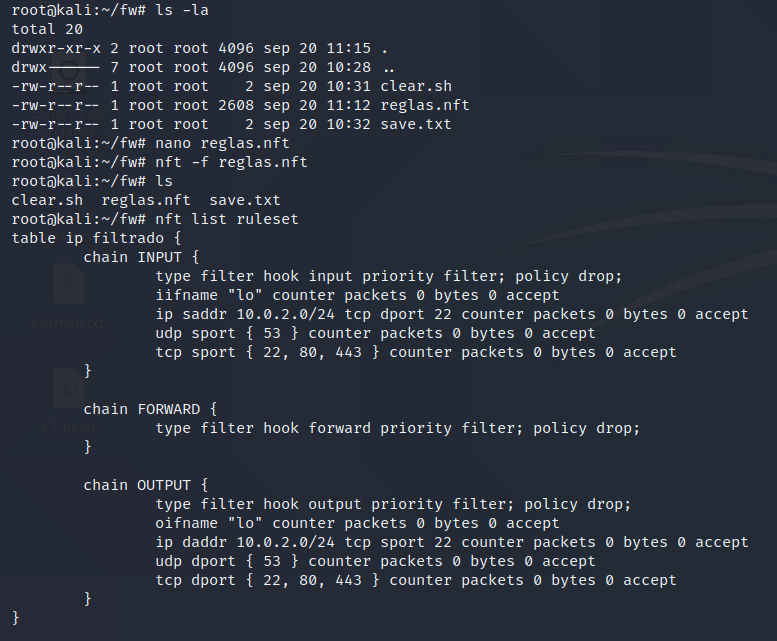 root@kali:~/fw# ls -la
total 20
drwxr-xr-x 2 root root 4096 sep 20 11:15 .
drwx------ 7 root root 4096 sep 20 10:28 ..
-rw-r--r-- 1 root root    2 sep 20 10:31 clear.sh
-rw-r--r-- 1 root root 2608 sep 20 11:12 reglas.nft
-rw-r--r-- 1 root root    2 sep 20 10:32 save.txt
root@kali:~/fw# nano reglas.nft
root@kali:~/fw# nft -f reglas.nft
root@kali:~/fw# ls
clear.sh  reglas.nft  save.txt
root@kali:~/fw# nft list ruleset
table ip filtrado {
        chain INPUT {
                type filter hook input priority filter; policy drop;
                iifname "lo" counter packets 0 bytes 0 accept
                ip saddr 10.0.2.0/24 tcp dport 22 counter packets 0 bytes 0 accept
                udp sport { 53 } counter packets 0 bytes 0 accept
                tcp sport { 22, 80, 443 } counter packets 0 bytes 0 accept
        }

        chain FORWARD {
                type filter hook forward priority filter; policy drop;
        }

        chain OUTPUT {
                type filter hook output priority filter; policy drop;
                oifname "lo" counter packets 0 bytes 0 accept
                ip daddr 10.0.2.0/24 tcp sport 22 counter packets 0 bytes 0 accept
                udp dport { 53 } counter packets 0 bytes 0 accept
                tcp dport { 22, 80, 443 } counter packets 0 bytes 0 accept
        }
}
examen.txt